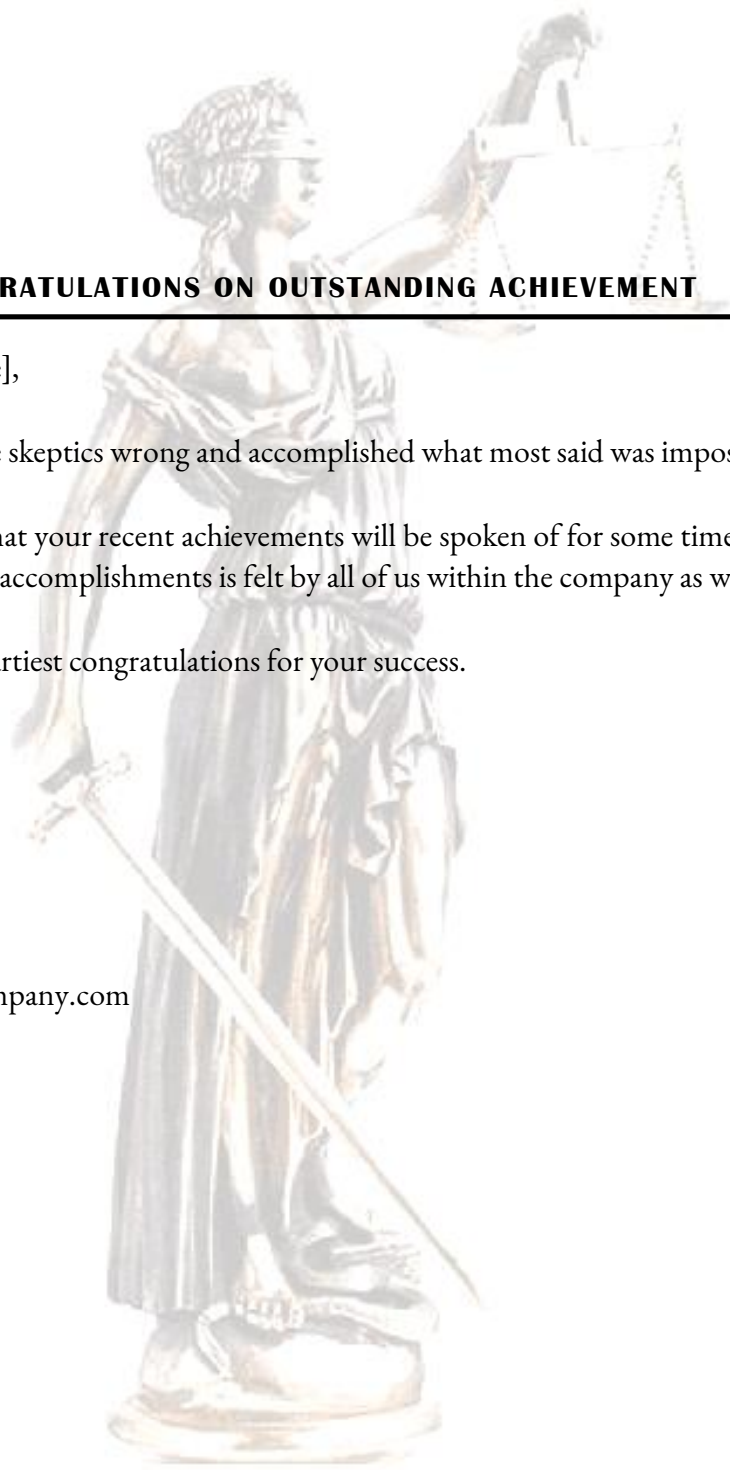 RATULATIONS ON OUTSTANDING ACHIEVEMENT
],
skeptics wrong and accomplished what most said was impos
at your recent achievements will be spoken of for some time
accomplishments is felt by all of us within the company as w
rtiest congratulations for your success.
mpany.com